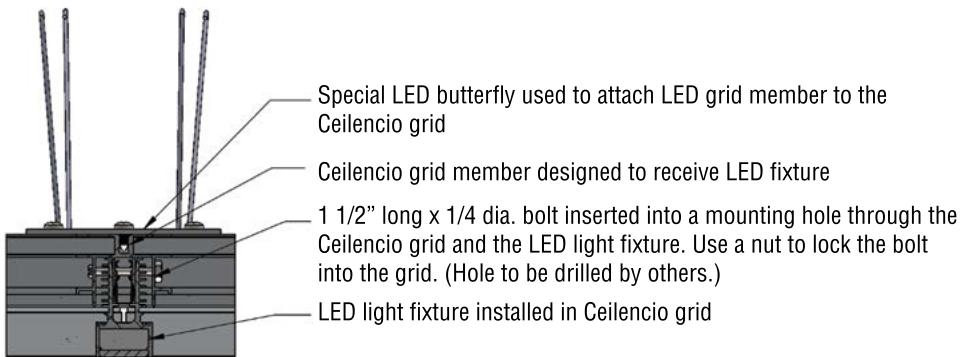 Special LED butterfly used to attach LED grid member to the
Ceilencio grid
Ceilencio grid member designed to receive LED fixture
1 1/2” long x 1/4 dia. bolt inserted into a mounting hole through the
Ceilencio grid and the LED light fixture. Use a nut to lock the bolt
into the grid. (Hole to be drilled by others.)
LED light fixture installed in Ceilencio grid